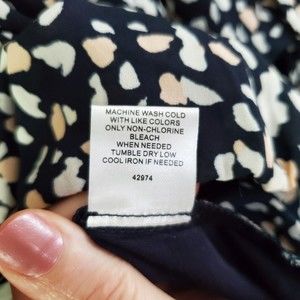 MACHINE WASH COLD
WITH LIKE COLORS
ONLY NON-CHLORINE
BLEACH
WHEN NEEDED
TUMBLE DRY LOW
COOL IRON IF NEEDED
42974